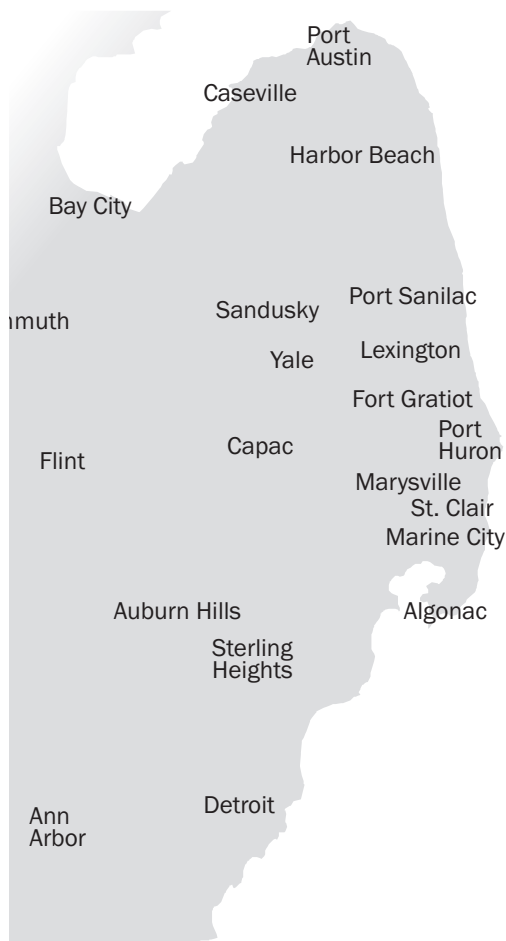 Port
Austin
Caseville
Harbor Beach
Bay City
Port Sanilac
Sandusky
nmuth
Lexington
Yale
Fort Gratiot
Port
Huron
Capac
Flint
Marysville
St. Clair
Marine City
Auburn Hills
Algonac
Sterling
Heights
Detroit
Ann
Arbor